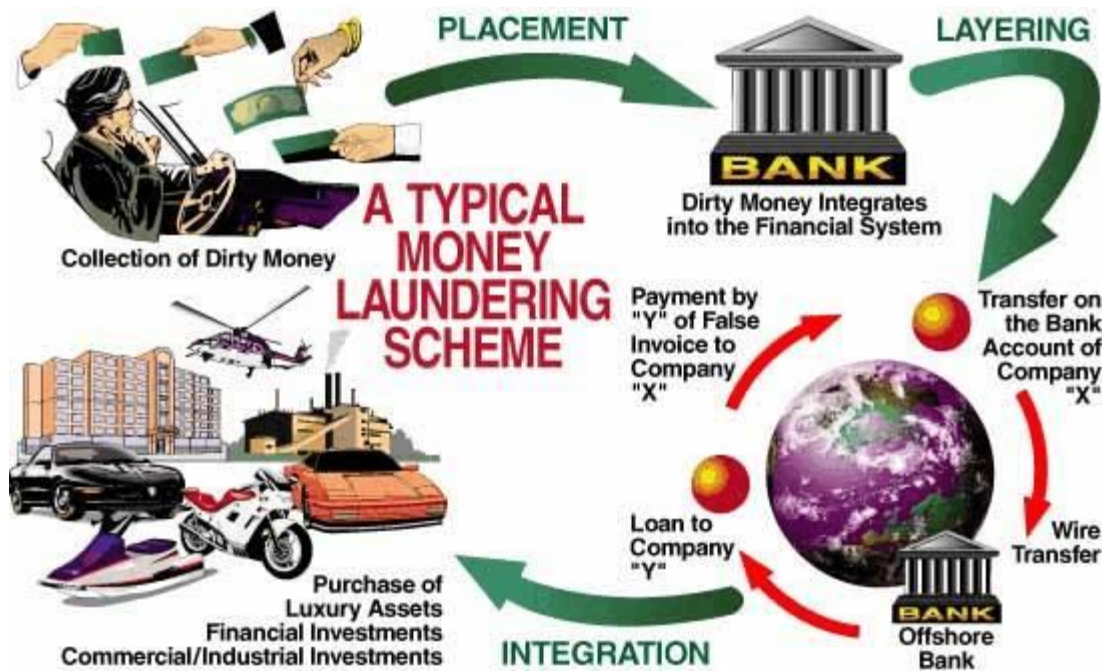 PLACEMENT
LAYERING
BANK
Dirty Money Integrates
into the Financial System
Collection of Dirty Money
A TYPICAL
MONEY
LAUNDERING
SCHEME
Payment by
"Y" of False
Invoice to
Company
"X"
Transfer on
the Bank
Account of
Company
"X"
Loan to
Company
"Y"
Wire
Transfer
BANK
Offshore
Bank
Purchase of
Luxury Assets
Financial Investments
Commercial/Industrial Investments
INTEGRATION